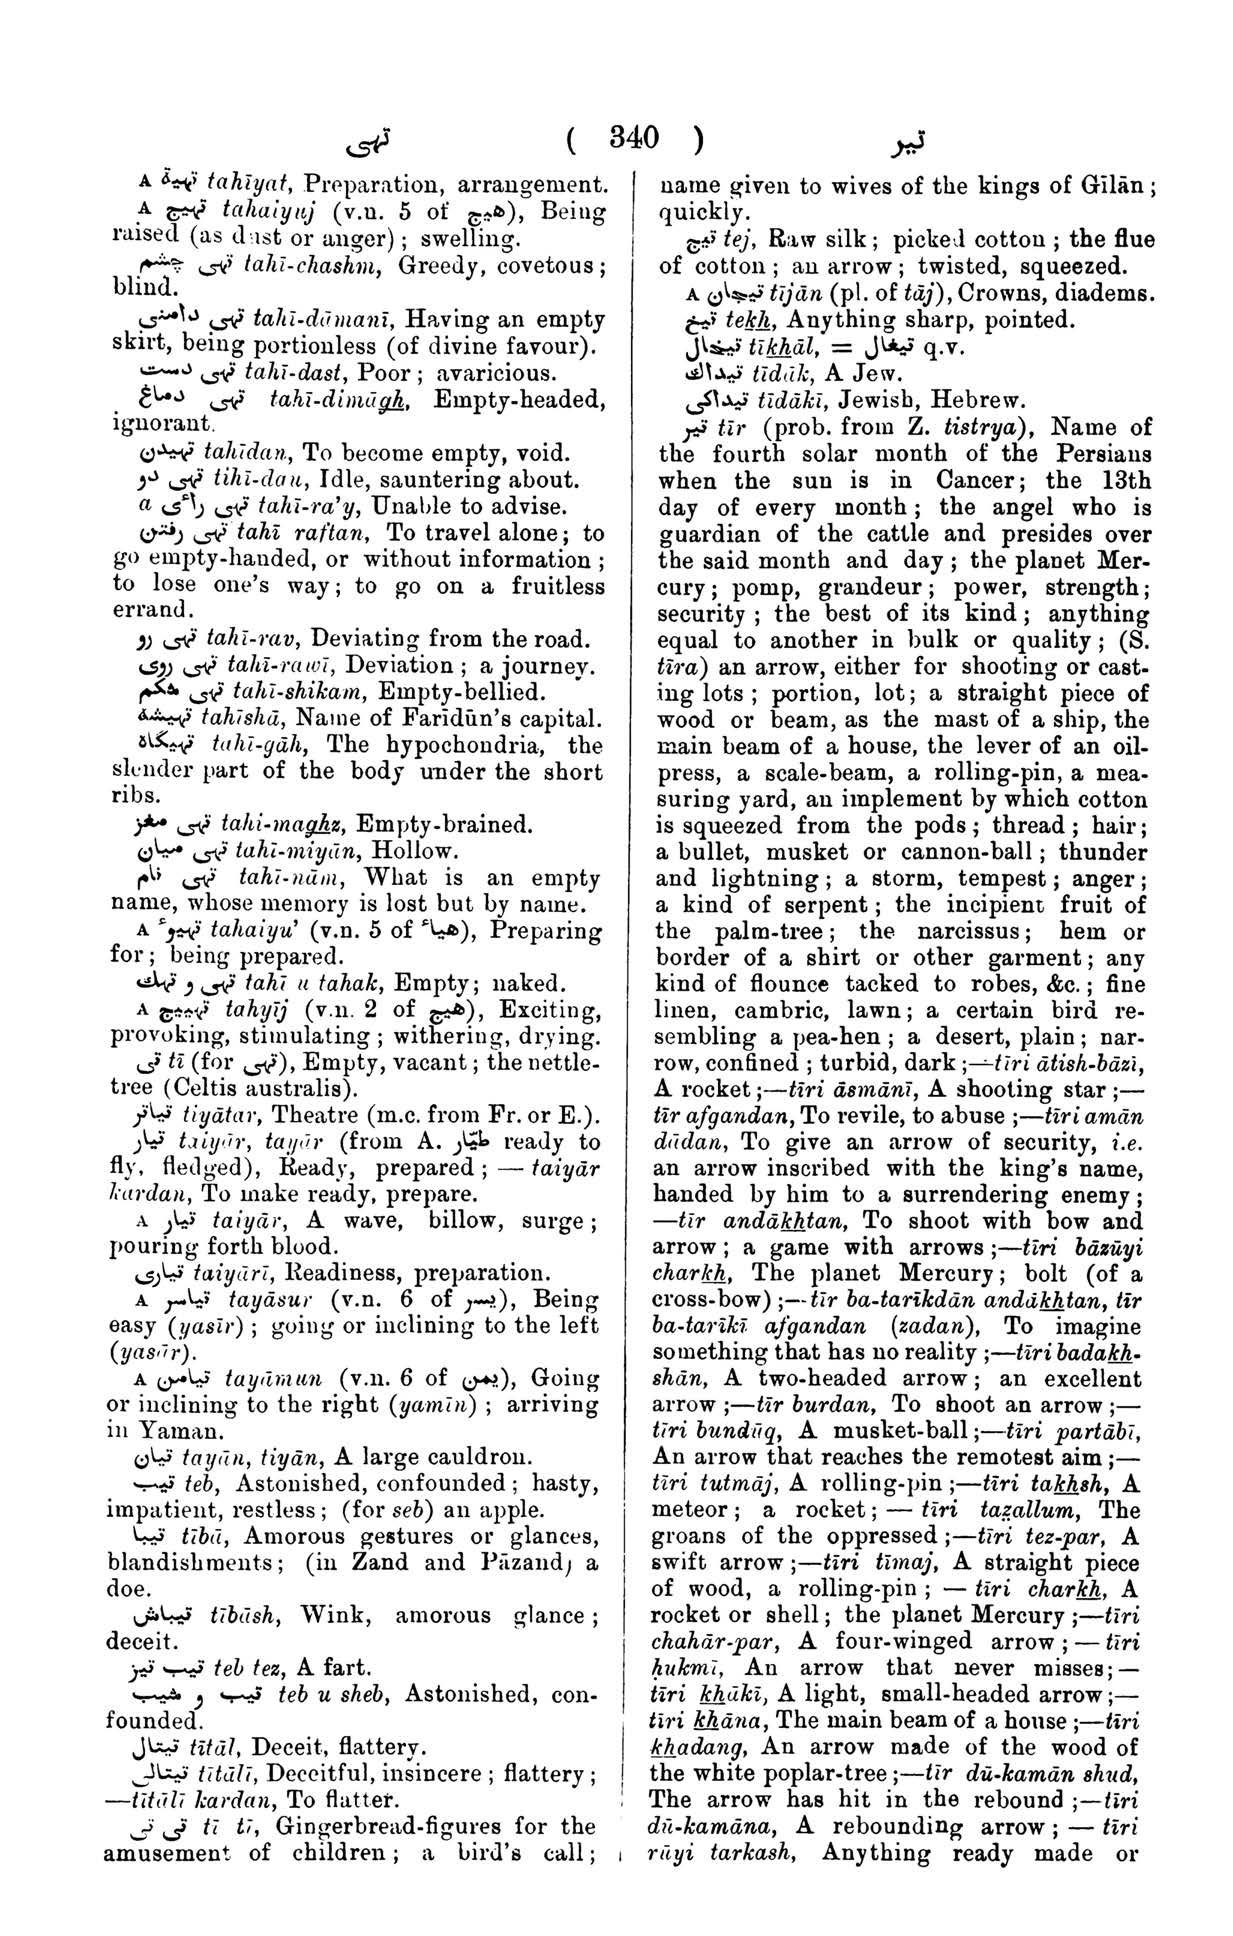 تهی ( 340 ) تیر
A تهیة tahīyat, Preparation, arrangement.
A تهیج tahaiyuj (v.n. 5 of هیج), Being
raised (as dust or anger) ; swelling.
تهی چشم tahī-chashm, Greedy, covetous ;
blind.
تهی دامنی tahī-dāmanī, Having an empty
skirt, being portionless (of divine favour).
تهی دست tahī-dast, Poor ; avaricious.
تهی دماغ tahī-dimāgh, Empty-headed,
ignorant.
تهیدن tahīdan, To become empty, void.
تهی دو tihī-dau, Idle, sauntering about.
a تهی رائ‍ی tahī-ra’y, Unable to advise.
تهی رفتن tahī raftan, To travel alone ; to
go empty-handed, or without information ;
to lose one’s way ; to go on a fruitless
errand.
تهی رو tahī-rav, Deviating from the road.
تهی روی tahī-rawī, Deviation ; a journey.
تهی شکم tahī-shikam, Empty-bellied.
تهیشه tahīshā, Name of Farīdūn’s capital.
تهیگاه tahī-gāh, The hypochondria, the
slender part of the body under the short
ribs.
تهی مغز tahi-maghz, Empty-brained.
تهی میان tahī-miyān, Hollow.
تهی نام tahī-nām, What is an empty
name, whose memory is lost but by name.
A تهیوء tahaiyu’ (v.n. 5 of هیاء), Preparing
for ; being prepared.
تهی و تهك tahī u tahak, Empty ; naked.
A تهییج tahyīj (v.n. 2 of هیج), Exciting,
provoking, stimulating ; withering, drying.
تی tī (for تهی), Empty, vacant ; the nettle-
tree (Celtis australis).
تیاتر tiyātar, Theatre (m.c. from Fr. or E.).
تیار taiyār, tayār (from A. طیّار ready to
fly, fledged), Ready, prepared ; — taiyār
kardan, To make ready, prepare.
A تیار taiyār, A wave, billow, surge ;
pouring forth blood.
تیاری taiyārī, Readiness, preparation.
A تیاسر tayāsur (v.n. 6 of یسر), Being
easy (yasīr) ; going or inclining to the left
(yasār).
A تیامن tayāmun (v.n. 6 of یمن), Going
or inclining to the right (yamīn) ; arriving
in Yaman.
تیان tayān, tiyān, A large cauldron.
تیب teb, Astonished, confounded ; hasty,
impatient, restless ; (for seb) an apple.
تیبا tībā, Amorous gestures or glances,
blandishments ; (in Zand and Pāzand) a
doe.
تیباش tībāsh, Wink, amorous glance ;
deceit.
تیب تیز teb tez, A fart.
تیب و شیب teb u sheb, Astonished, con-
founded.
تیتال tītāl, Deceit, flattery.
تیتالی tītālī, Deceitful, insincere ; flattery ;
—tītālī kardan, To flatter.
تی تی tī tī, Gingerbread-figures for the
amusement of children ; a bird’s call ;
name given to wives of the kings of Gīlān ;
quickly.
تیج tej, Raw silk ; picked cotton ; the flue
of cotton ; an arrow ; twisted, squeezed.
A تیجان tījān (pl. of tāj), Crowns, diadems.
تیخ tekh, Anything sharp, pointed.
تیخال tīkhāl, = تیغال q.v.
تیداك tīdāk, A Jew.
تیداکی tīdākī, Jewish, Hebrew.
تیر tīr (prob. from Z. tistrya), Name of
the fourth solar month of the Persians
when the sun is in Cancer ; the 13th
day of every month ; the angel who is
guardian of the cattle and presides over
the said month and day ; the planet Mer-
cury ; pomp, grandeur ; power, strength ;
security ; the best of its kind ; anything
equal to another in bulk or quality ; (S.
tīra) an arrow, either for shooting or cast-
ing lots ; portion, lot ; a straight piece of
wood or beam, as the mast of a ship, the
main beam of a house, the lever of an oil-
press, a scale-beam, a rolling-pin, a mea-
suring yard, an implement by which cotton
is squeezed from the pods ; thread ; hair ;
a bullet, musket or cannon-ball ; thunder
and lightning ; a storm, tempest ; anger ;
a kind of serpent ; the incipient fruit of
the palm-tree ; the narcissus ; hem or
border of a shirt or other garment ; any
kind of flounce tacked to robes, &c. ; fine
linen, cambric, lawn ; a certain bird re-
sembling a pea-hen ; a desert, plain ; nar-
row, confined ; turbid, dark ;—tīri ātish-bāzi,
A rocket ;—tīri āsmānī, A shooting star ;—
tīr afgandan, To revile, to abuse ;—tīri amān
dādan, To give an arrow of security, i.e.
an arrow inscribed with the king’s name,
handed by him to a surrendering enemy ;
—tīr andākhtan, To shoot with bow and
arrow ; a game with arrows ;—tīri bāzūyi
charkh, The planet Mercury ; bolt (of a
cross-bow) ;—tīr ba-tarīkdān andākhtan, tīr
ba-tarīkī afgandan (zadan), To imagine
something that has no reality ;—tīri badakh-
shān, A two-headed arrow ; an excellent
arrow ;—tīr burdan, To shoot an arrow ;—
tīri bundūq, A musket-ball ;—tīri partābī,
An arrow that reaches the remotest aim ;—
tīri tutmāj, A rolling-pin ;—tīri takhsh, A
meteor ; a rocket ; — tīri taz̤allum, The
groans of the oppressed ;—tīri tez-par, A
swift arrow ;—tīri tīmaj, A straight piece
of wood, a rolling-pin ; — tīri charkh, A
rocket or shell ; the planet Mercury ;—tīri
chahār-par, A four-winged arrow ; — tīri
ḥukmī, An arrow that never misses ; —
tīri khākī, A light, small-headed arrow ;—
tīri khāna, The main beam of a house ;—tīri
khadang, An arrow made of the wood of
the white poplar-tree ;—tīr dū-kamān shud,
The arrow has hit in the rebound ;—tīri
dū-kamāna, A rebounding arrow ; — tīri
rūyi tarkash, Anything ready made or